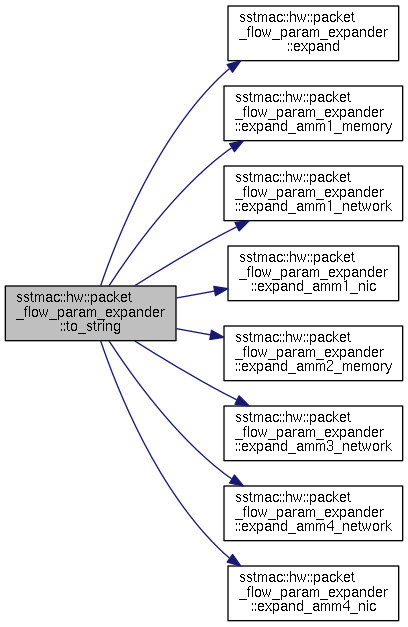 sstmac::hw::packet
_flow_param_expander
::expand
sstmac::hw::packet
_flow_param_expander
::expand_amm1_memory
sstmac::hw::packet
_flow_param_expander
::expand_amm1_network
sstmac::hw::packet
_flow_param_expander
::expand_amm1_nic
sstmac::hw::packet
_flow_param_expander
::to_string
sstmac::hw::packet
_flow_param_expander
::expand_amm2_memory
sstmac::hw::packet
_flow_param_expander
::expand_amm3_network
sstmac::hw::packet
_flow_param_expander
::expand_amm4_network
sstmac::hw::packet
_flow_param_expander
::expand_amm4_nic